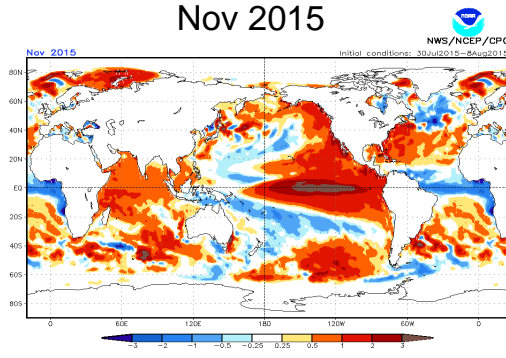 Nov 2015
NOAA
NWS/NCEP/CPC
Nov 2015
Initial conditions: 30Jul2015-8Aug2015
80N
60N
40N
20N
EQ
20S
40S
60S
80S
0 60E 120E 180 120W 60W 0
-3 -2 -1 -0.5 -0.25 0.25 0.5 1 2 3